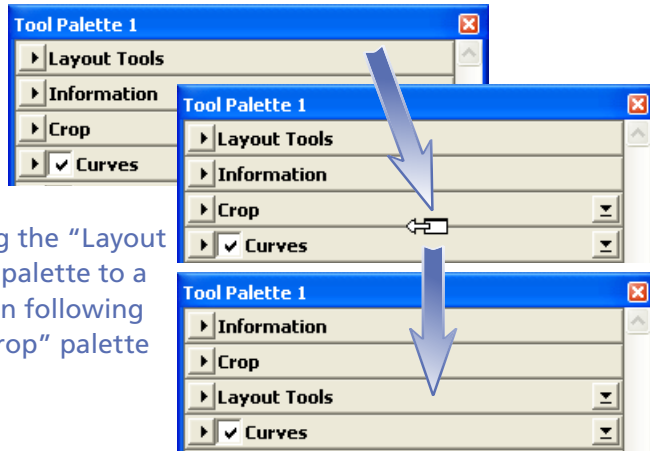 Tool Palette 1
Layout Tools
Information
Crop
Curves
Tool Palette 1
Layout Tools
Information
Crop
Curves
g the “Layout
palette to a
n following
rop” palette
Tool Palette 1
Information
Crop
Layout Tools
Curves